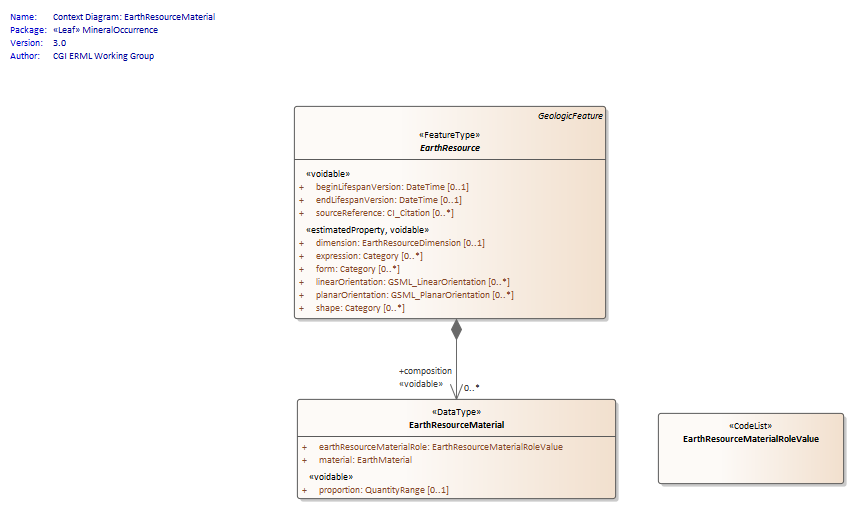 Name: Context Diagram: EarthResourceMaterial
Package: «Leaf» MineralOccurrence
Version: 3.0
Author: CGI ERML Working Group
GeologicFeature
«FeatureType»
EarthResource
«voidable»
+ beginLifespanVersion: DateTime [0..1]
+ endLifespanVersion: DateTime [0..1]
+ sourceReference: CI_Citation [0..*]
«estimatedProperty, voidable»
+ dimension: EarthResourceDimension [0..1]
+ expression: Category [0..*]
+ form: Category [0..*]
+ linearOrientation: GSML_LinearOrientation [0..*]
+ planarOrientation: GSML_PlanarOrientation [0..*]
+ shape: Category [0..*]
+composition
«voidable» 0..*
«DataType»
EarthResourceMaterial
+ earthResourceMaterialRole: EarthResourceMaterialRoleValue
+ material: EarthMaterial
«voidable»
+ proportion: QuantityRange [0..1]
«CodeList»
EarthResourceMaterialRoleValue